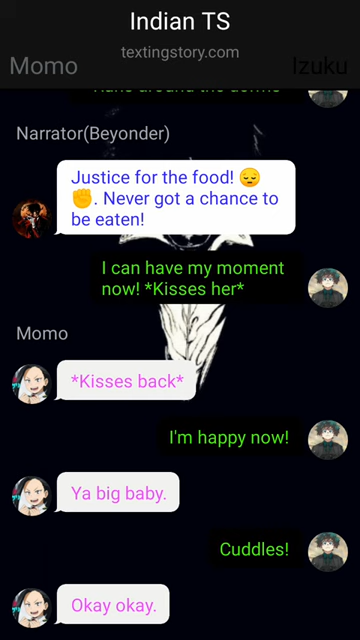 Indian TS
textingstory.com
Momo
Izuku
Narrator(Beyonder)
Justice for the food! 😔
✊. Never got a chance to
be eaten!
I can have my moment
now! *Kisses her*
Momo
*Kisses back*
I'm happy now!
Ya big baby.
Cuddles!
Okay okay.